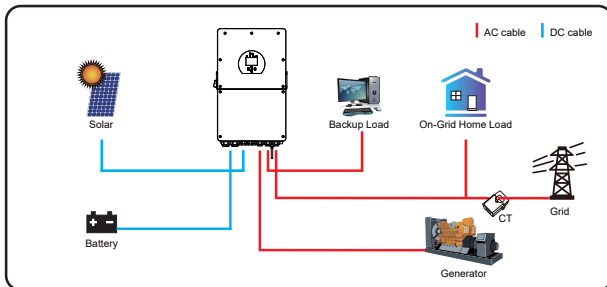 AC cable
DC cable
Solar
Backup Load
On-Grid Home Load
CT
Grid
Battery
Generator